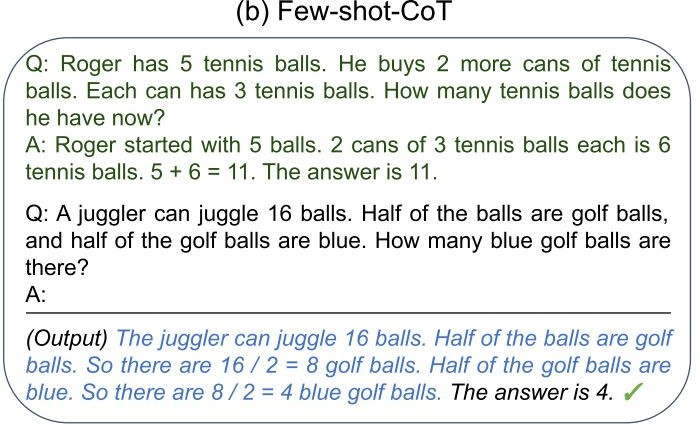 (b) Few-shot-CoT
Q: Roger has 5 tennis balls. He buys 2 more cans of tennis
balls. Each can has 3 tennis balls. How many tennis balls does
he have now?
A: Roger started with 5 balls. 2 cans of 3 tennis balls each is 6
tennis balls. 5 + 6 = 11. The answer is 11.
Q: A juggler can juggle 16 balls. Half of the balls are golf balls,
and half of the golf balls are blue. How many blue golf balls are
there?
A:
(Output) The juggler can juggle 16 balls. Half of the balls are golf
balls. So there are 16 / 2 = 8 golf balls. Half of the golf balls are
blue. So there are 8 / 2 = 4 blue golf balls. The answer is 4. ✓